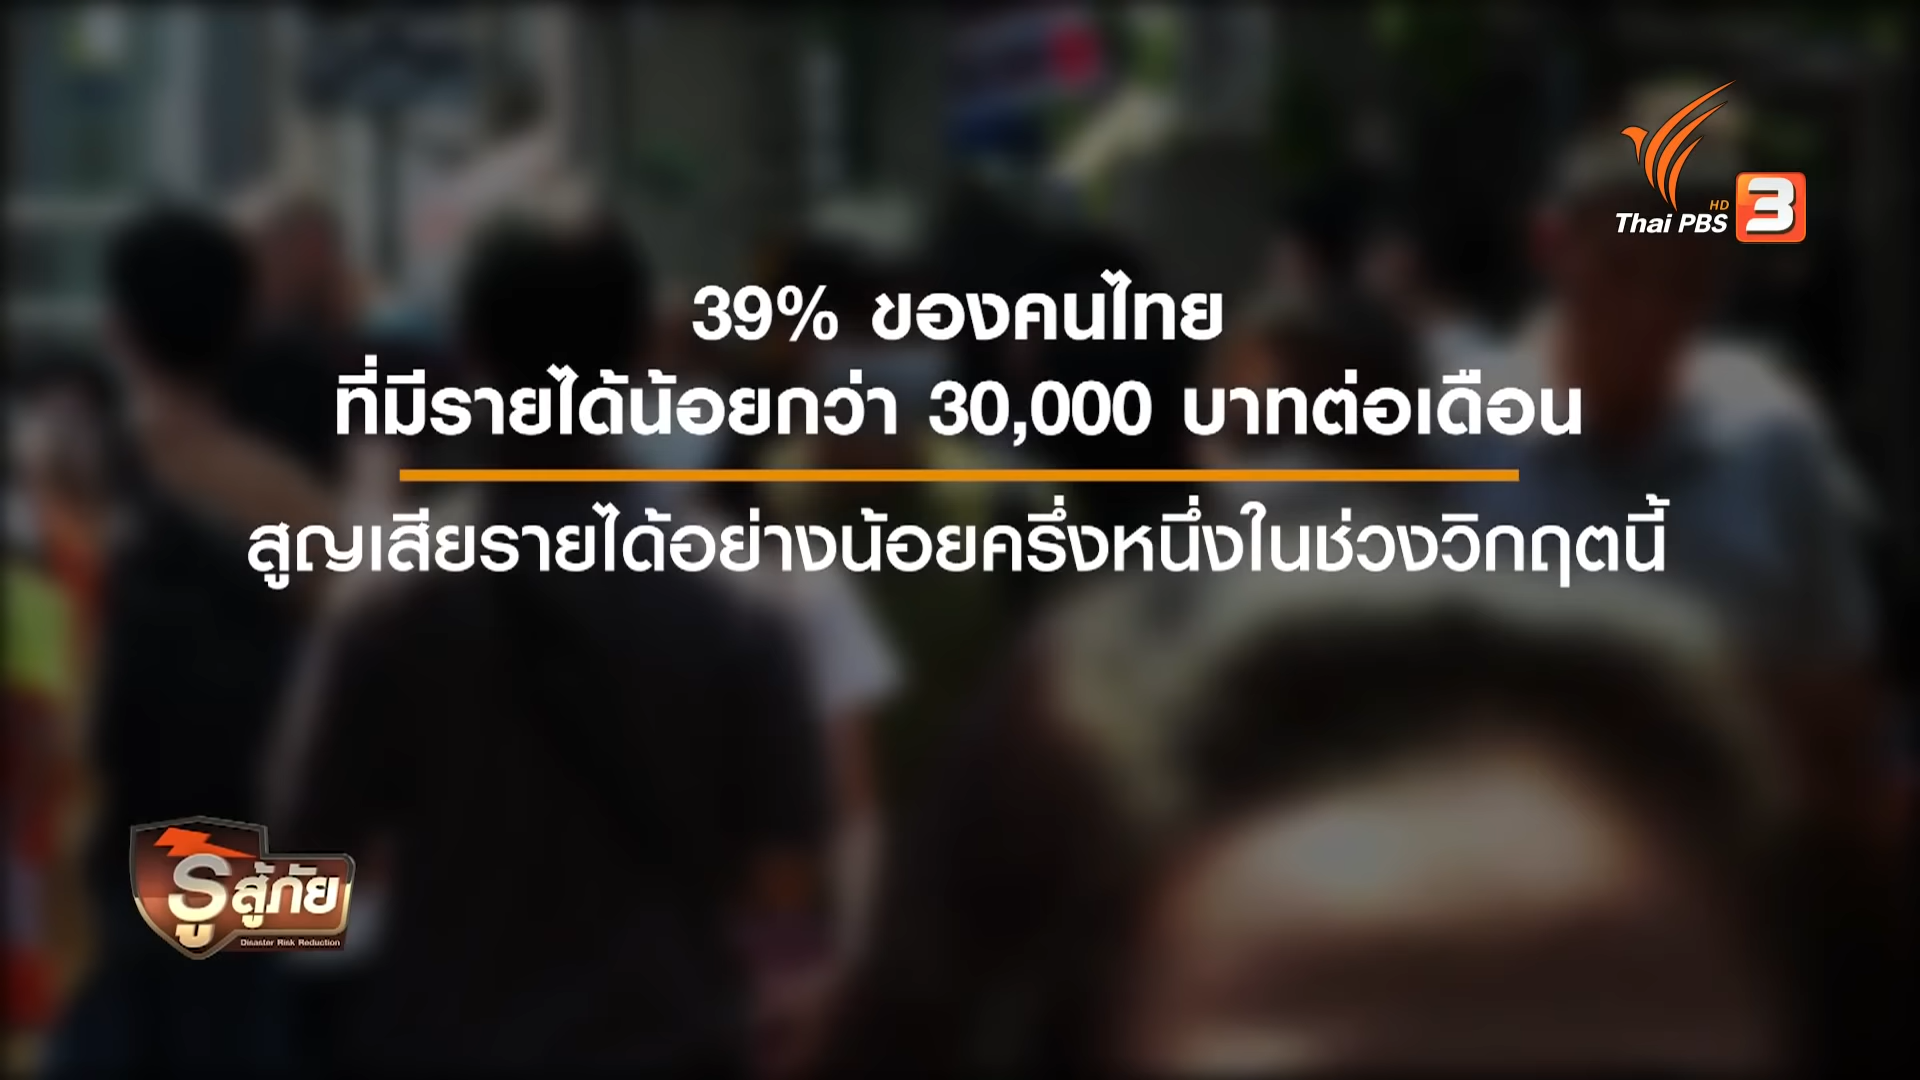 HD
Thai PBS 3
39% ของคนไทย
ที่มีรายได้น้อยกว่า 30,000 บาทต่อเดือน
สูญเสียรายได้อย่างน้อยครึ่งหนึ่งในช่วงวิกฤตนี้
รู้สู้ภัย
Disaster Risk Reduction